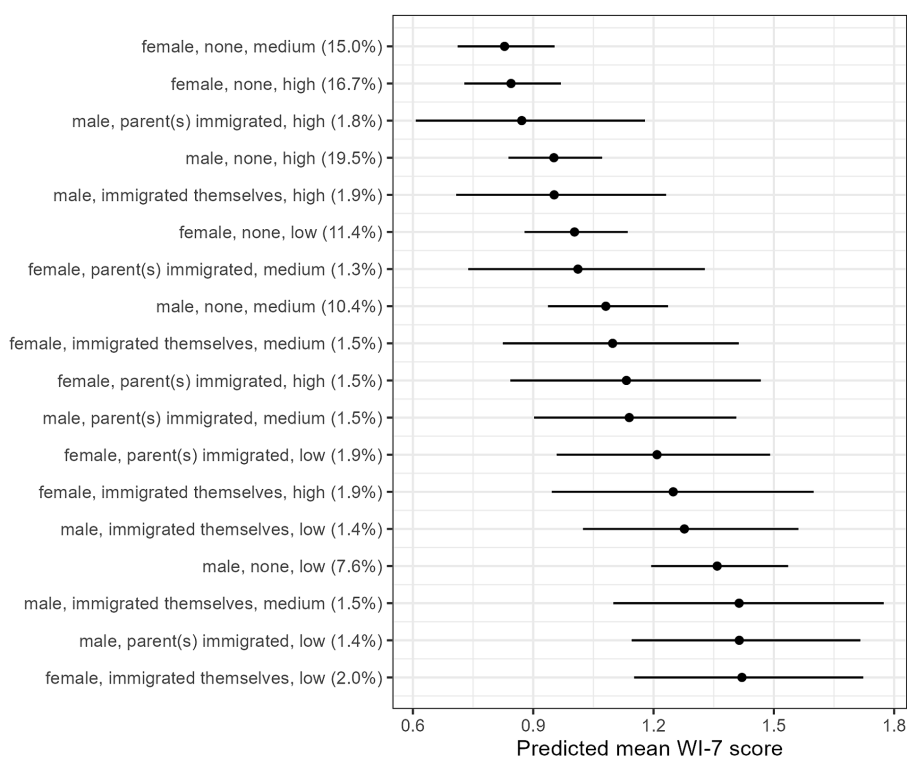 female, none, medium (15.0%)
female, none, high (16.7%)
male, parent(s) immigrated, high (1.8%)
male, none, high (19.5%)
male, immigrated themselves, high (1.9%)
female, none, low (11.4%)
female, parent(s) immigrated, medium (1.3%)
male, none, medium (10.4%)
female, immigrated themselves, medium (1.5%)
female, parent(s) immigrated, high (1.5%)
male, parent(s) immigrated, medium (1.5%)
female, parent(s) immigrated, low (1.9%)
female, immigrated themselves, high (1.9%)
male, immigrated themselves, low (1.4%)
male, none, low (7.6%)
male, immigrated themselves, medium (1.5%)
male, parent(s) immigrated, low (1.4%)
female, immigrated themselves, low (2.0%)
0.6 0.9 1.2 1.5 1.8
Predicted mean WI-7 score